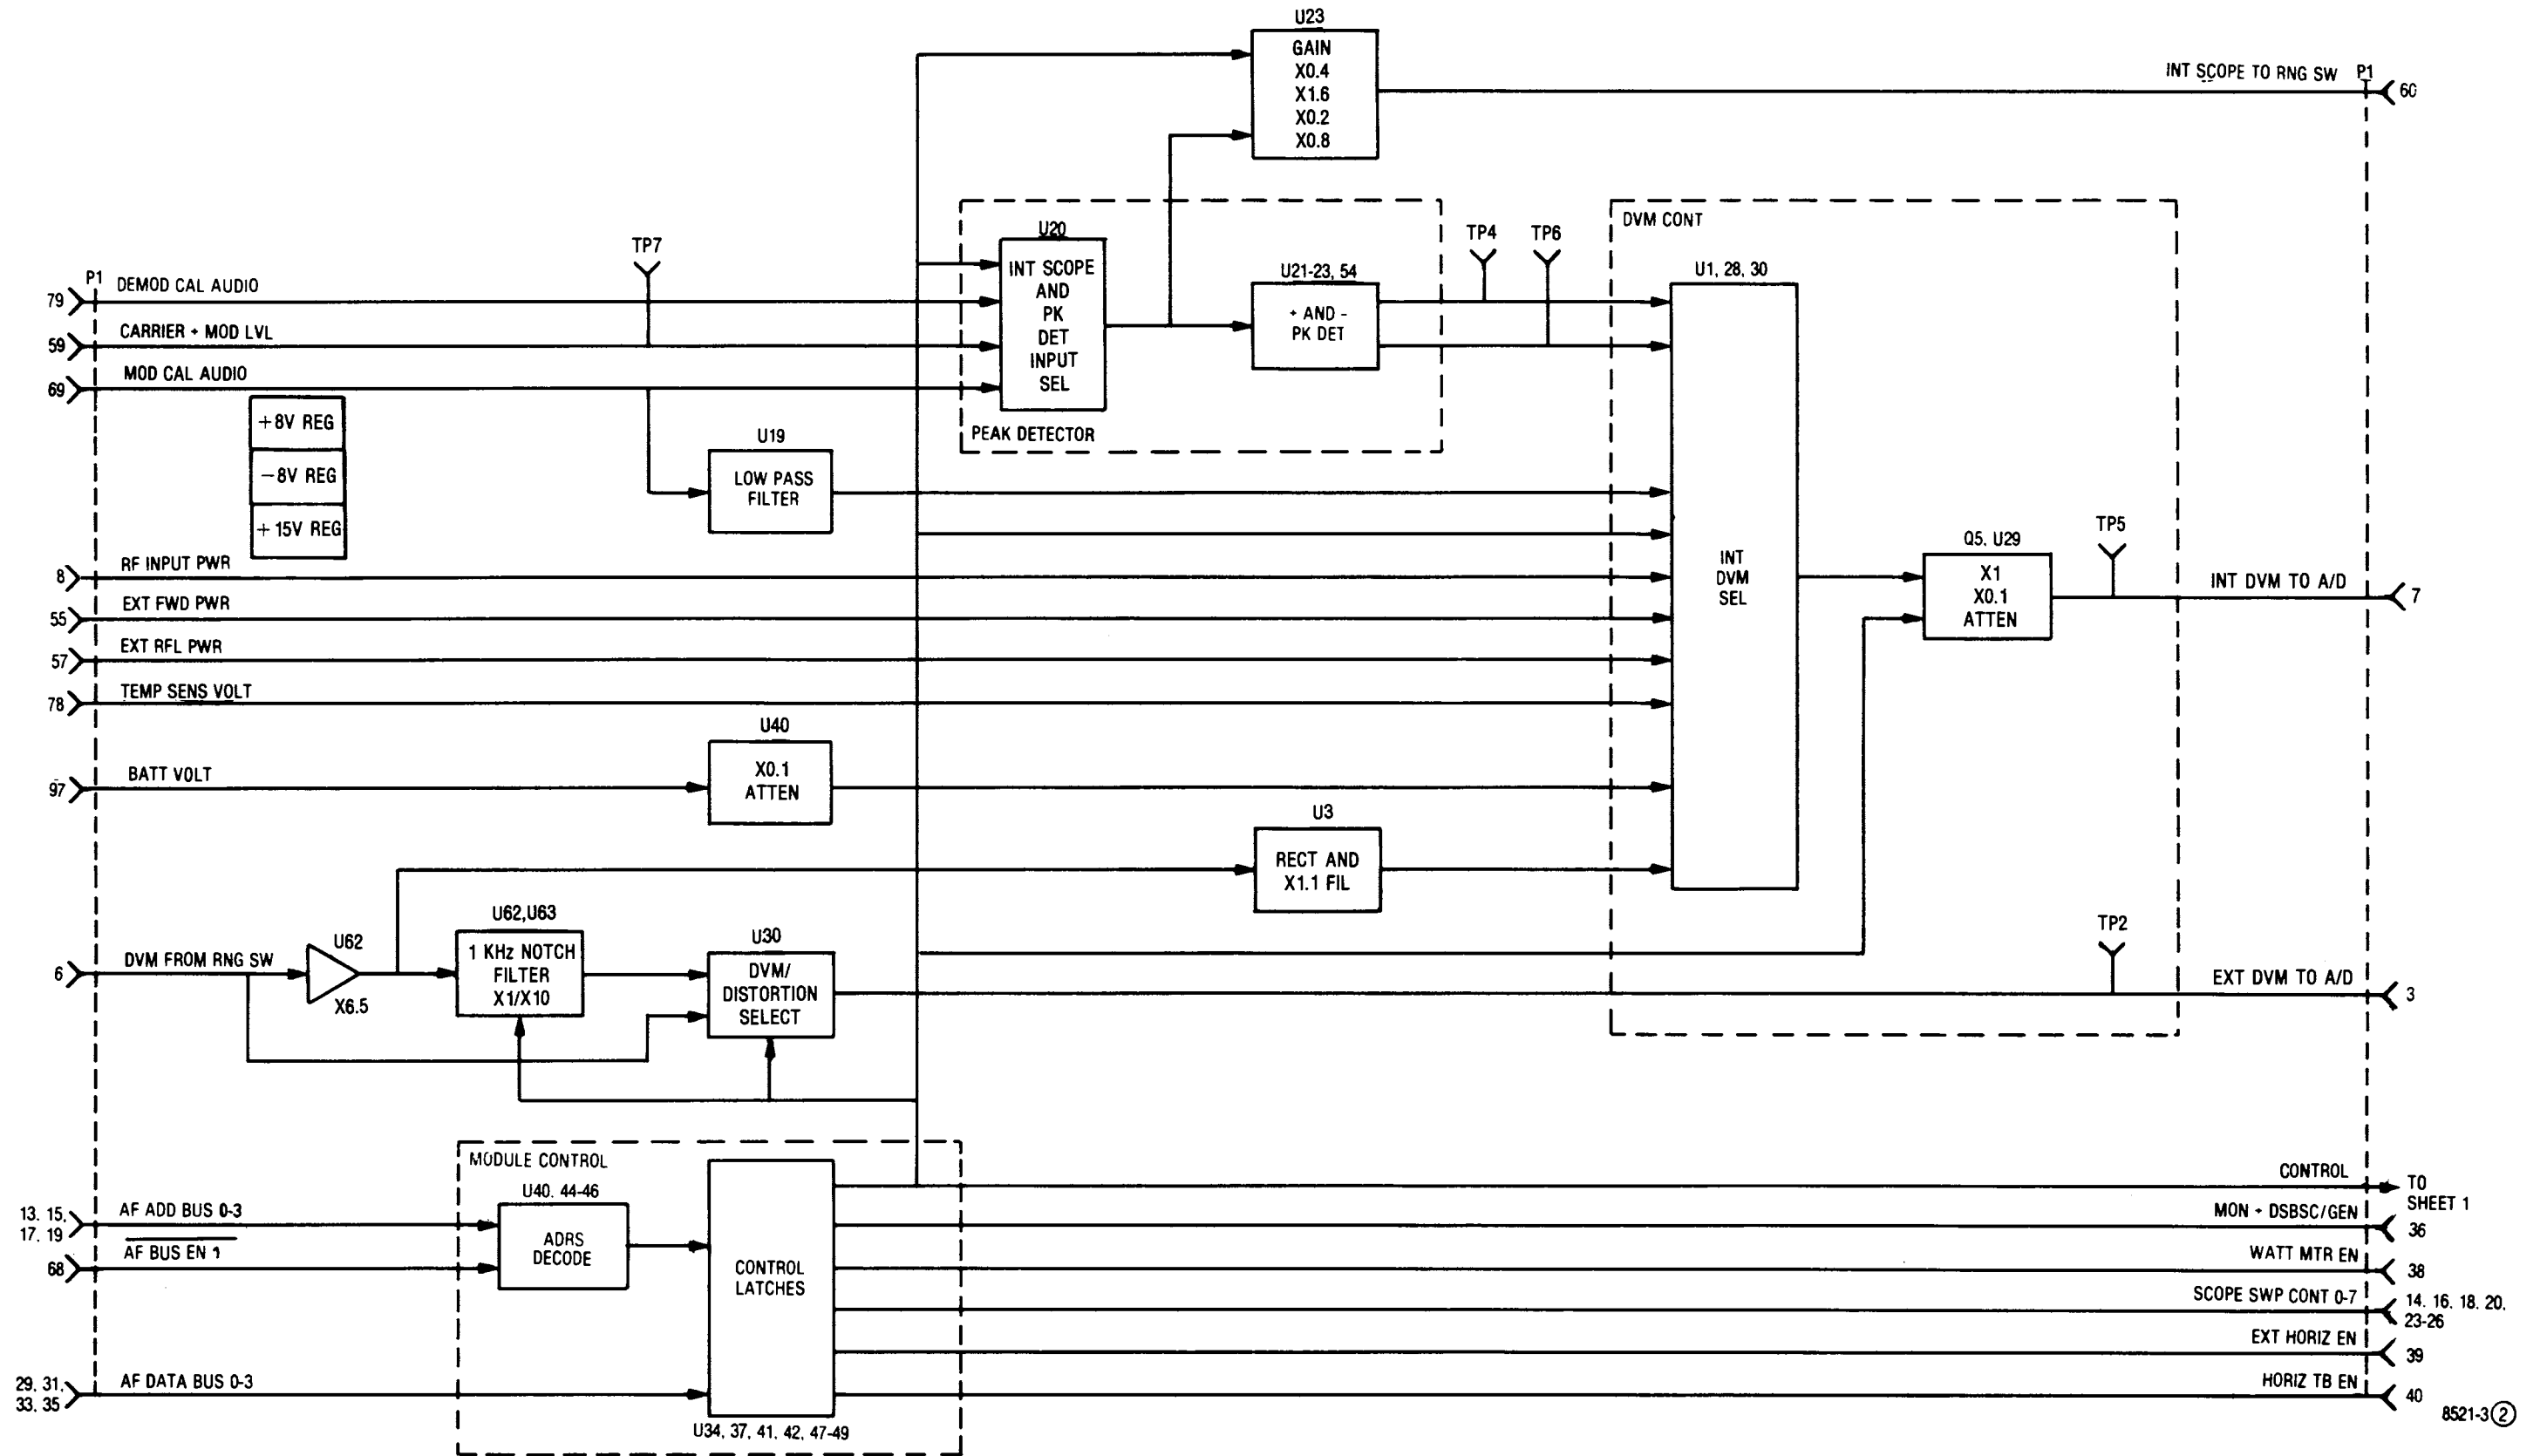 U23
GAIN
X0.4
X1.6
X0.2
X0.8
INT SCOPE TO RNG SW
P1
60
DVM CONT
U20
INT SCOPE
AND
PK
DET
INPUT
SEL
TP7
TP4
TP6
U21-23, 54
+ AND -
PK DET
U1, 28, 30
INT
DVM
SEL
P1
79
DEMOD CAL AUDIO
59
CARRIER + MOD LVL
69
MOD CAL AUDIO
+8V REG
-8V REG
+15V REG
PEAK DETECTOR
U19
LOW PASS
FILTER
Q5, U29
X1
X0.1
ATTEN
TP5
INT DVM TO A/D
7
8
RF INPUT PWR
55
EXT FWD PWR
57
EXT RFL PWR
78
TEMP SENS VOLT
97
BATT VOLT
U40
X0.1
ATTEN
U3
RECT AND
X1.1 FIL
6
DVM FROM RNG SW
U62
X6.5
U62,U63
1 KHz NOTCH
FILTER
X1/X10
U30
DVM/
DISTORTION
SELECT
TP2
EXT DVM TO A/D
3
MODULE CONTROL
U40, 44-46
ADRS
DECODE
CONTROL
LATCHES
U34, 37, 41, 42, 47-49
13, 15,
17, 19
AF ADD BUS 0-3
68
AF BUS EN 1
29, 31,
33, 35
AF DATA BUS 0-3
CONTROL
TO
SHEET 1
MON + DSBSC/GEN
36
WATT MTR EN
38
SCOPE SWP CONT 0-7
14, 16, 18, 20,
23-26
EXT HORIZ EN
39
HORIZ TB EN
40
8521-3②